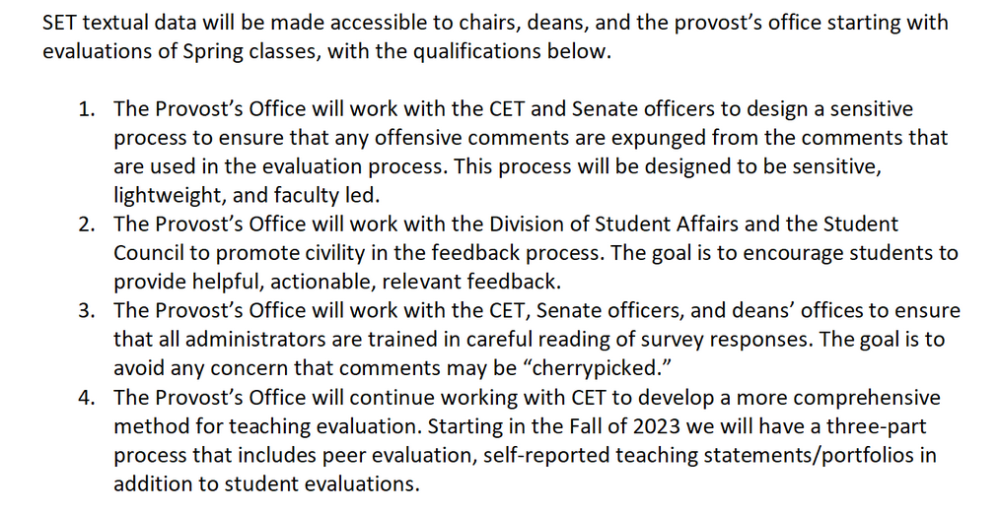 SET textual data will be made accessible to chairs, deans, and the provost’s office starting with
evaluations of Spring classes, with the qualifications below.
1. The Provost’s Office will work with the CET and Senate officers to design a sensitive
process to ensure that any offensive comments are expunged from the comments that
are used in the evaluation process. This process will be designed to be sensitive,
lightweight, and faculty led.
2. The Provost’s Office will work with the Division of Student Affairs and the Student
Council to promote civility in the feedback process. The goal is to encourage students to
provide helpful, actionable, relevant feedback.
3. The Provost’s Office will work with the CET, Senate officers, and deans’ offices to ensure
that all administrators are trained in careful reading of survey responses. The goal is to
avoid any concern that comments may be “cherrypicked.”
4. The Provost’s Office will continue working with CET to develop a more comprehensive
method for teaching evaluation. Starting in the Fall of 2023 we will have a three-part
process that includes peer evaluation, self-reported teaching statements/portfolios in
addition to student evaluations.